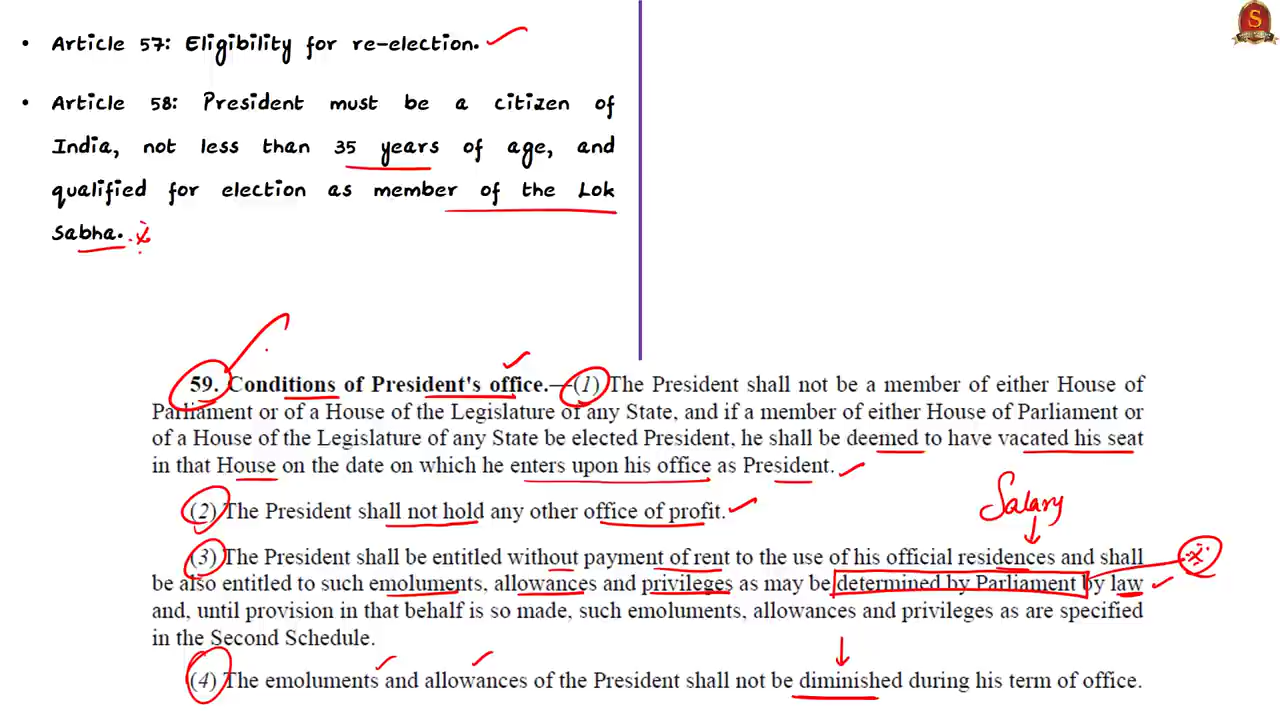 • Article 57: Eligibility for re-election.
• Article 58: President must be a citizen of
India, not less than 35 years of age, and
qualified for election as member of the Lok
Sabha.
59. Conditions of President's office.—(1) The President shall not be a member of either House of
Parliament or of a House of the Legislature of any State, and if a member of either House of Parliament or
of a House of the Legislature of any State be elected President, he shall be deemed to have vacated his seat
in that House on the date on which he enters upon his office as President.
(2) The President shall not hold any other office of profit.
Salary
(3) The President shall be entitled without payment of rent to the use of his official residences and shall
be also entitled to such emoluments, allowances and privileges as may be determined by Parliament by law
and, until provision in that behalf is so made, such emoluments, allowances and privileges as are specified
in the Second Schedule.
(4) The emoluments and allowances of the President shall not be diminished during his term of office.
S